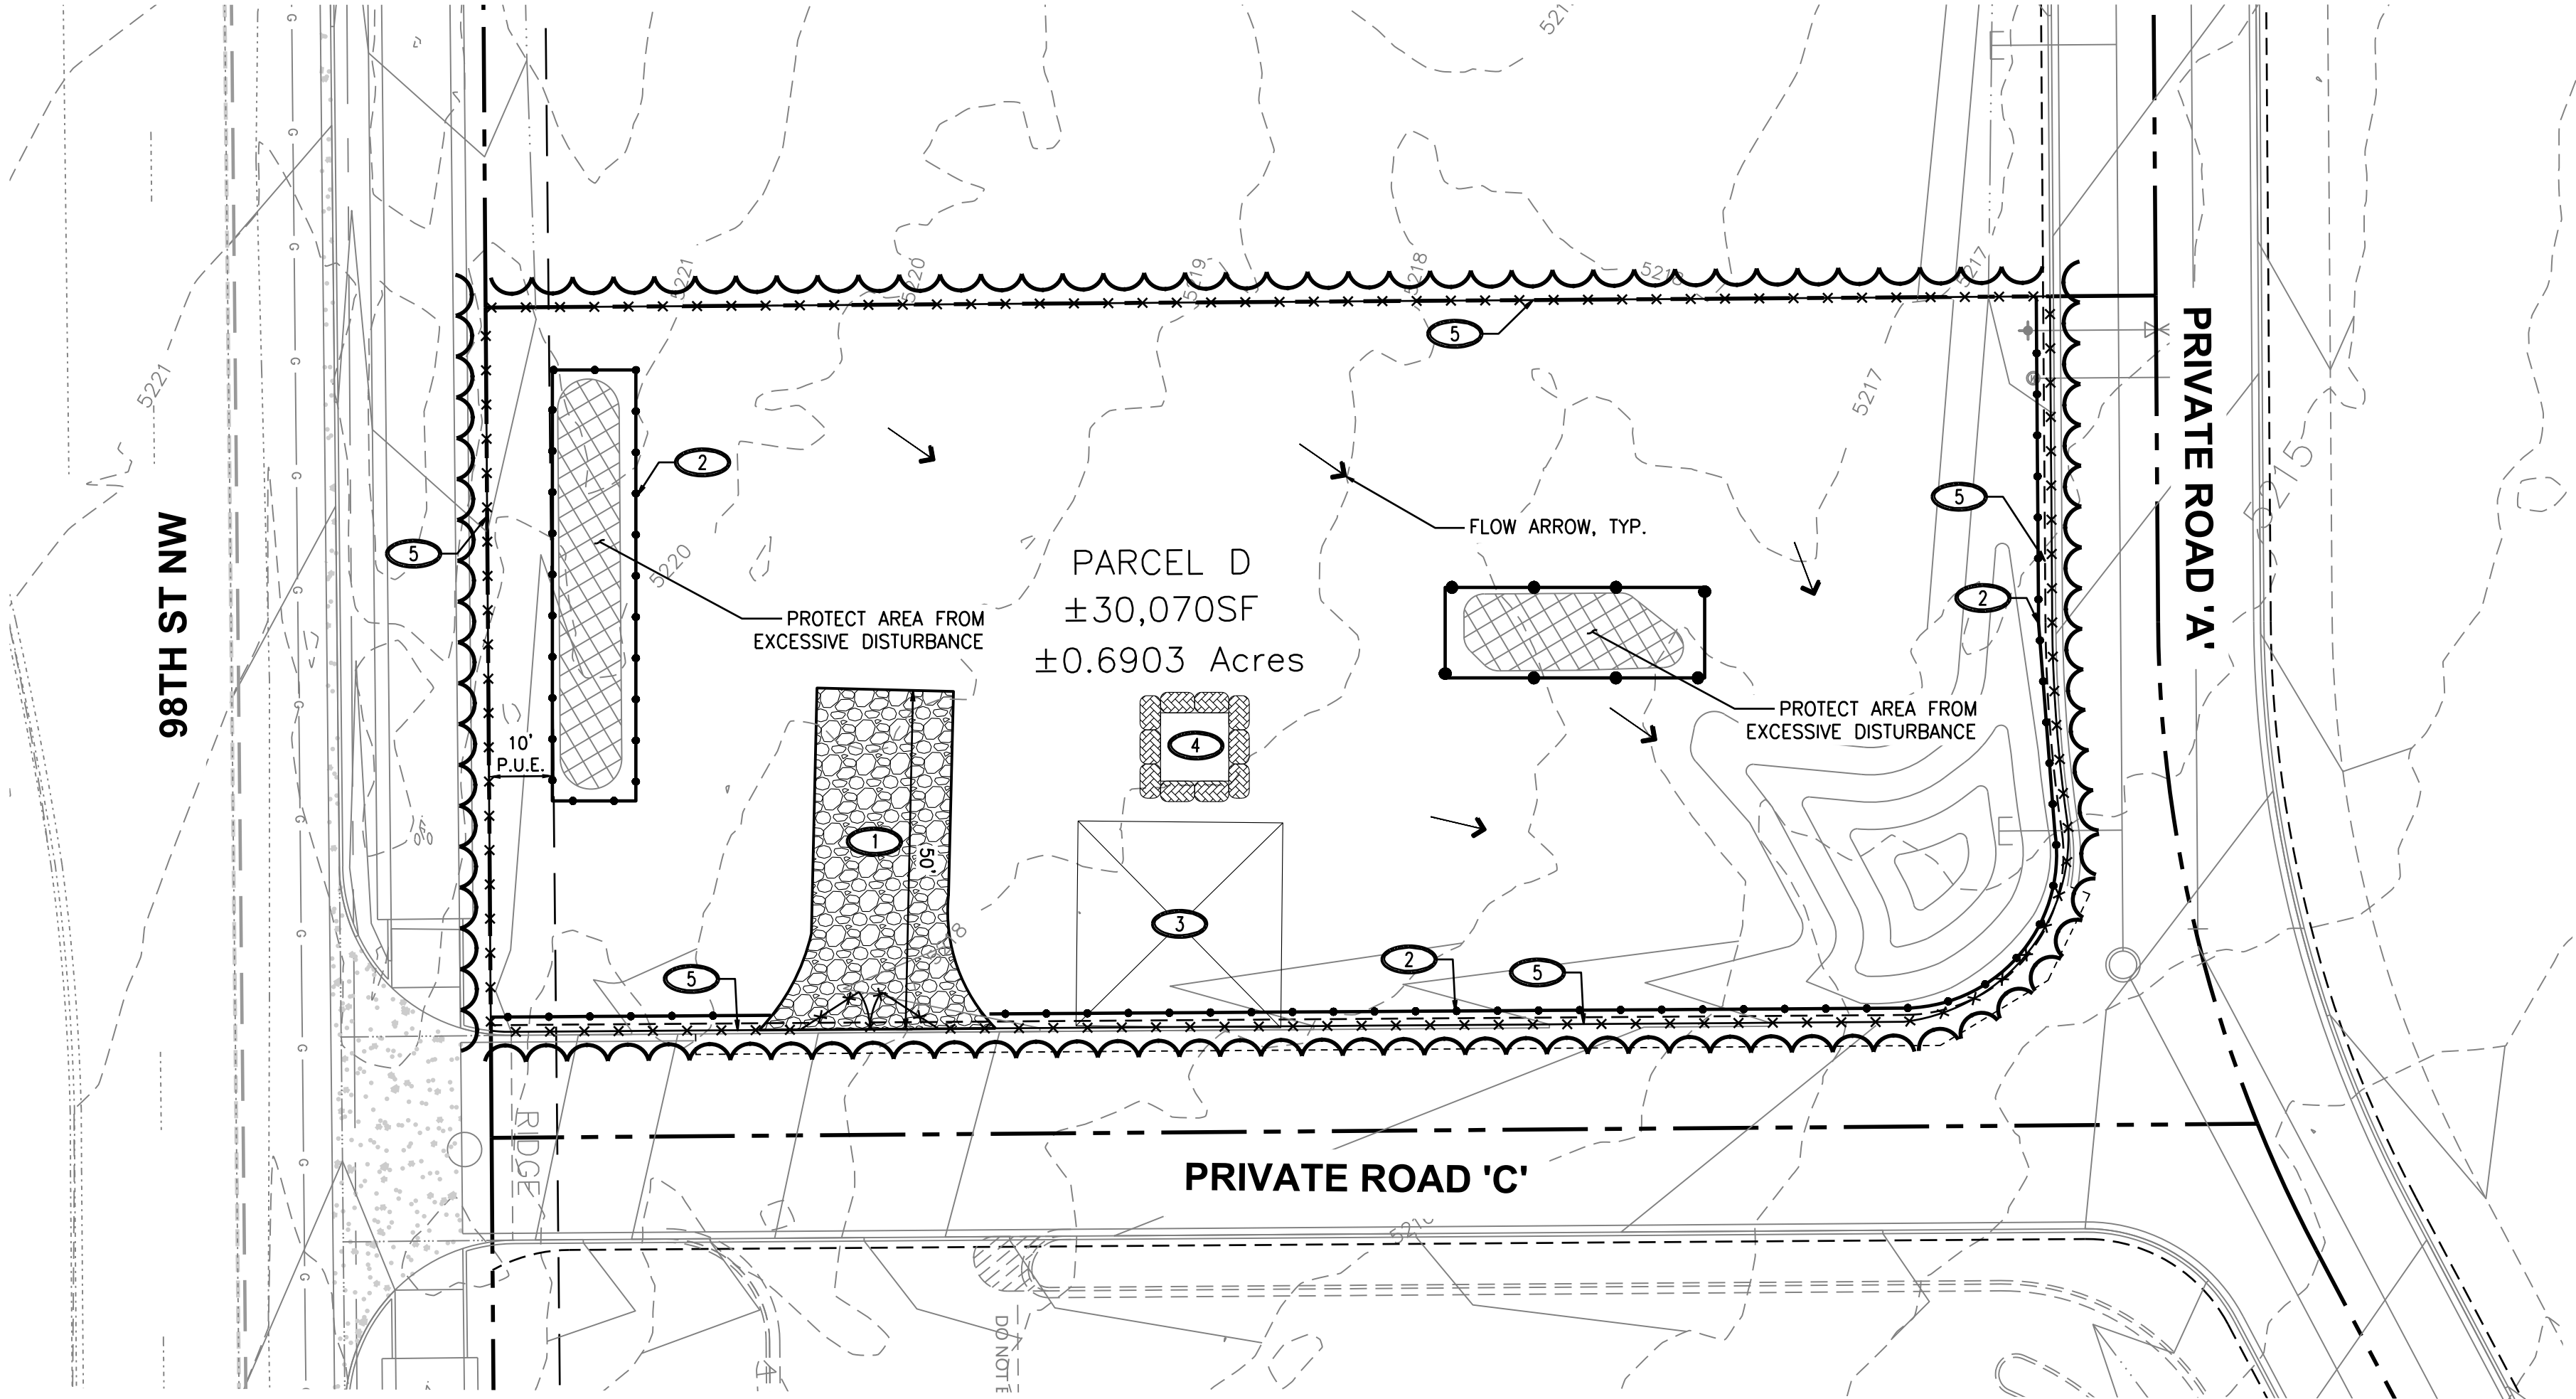 5221
5220
5219
5218
5217
5
5221
5217
2
5
5
FLOW ARROW, TYP.
PARCEL D
±30,070SF
±0.6903 Acres
5220
PROTECT AREA FROM
EXCESSIVE DISTURBANCE
2
PROTECT AREA FROM
EXCESSIVE DISTURBANCE
10'
P.U.E.
4
1
50'
3
5
2
5
98TH ST NW
PRIVATE ROAD 'A'
5215
PRIVATE ROAD 'C'
RIDGE
DO NOT
G
G
G
G
G
G
G
G
G
G
G
G